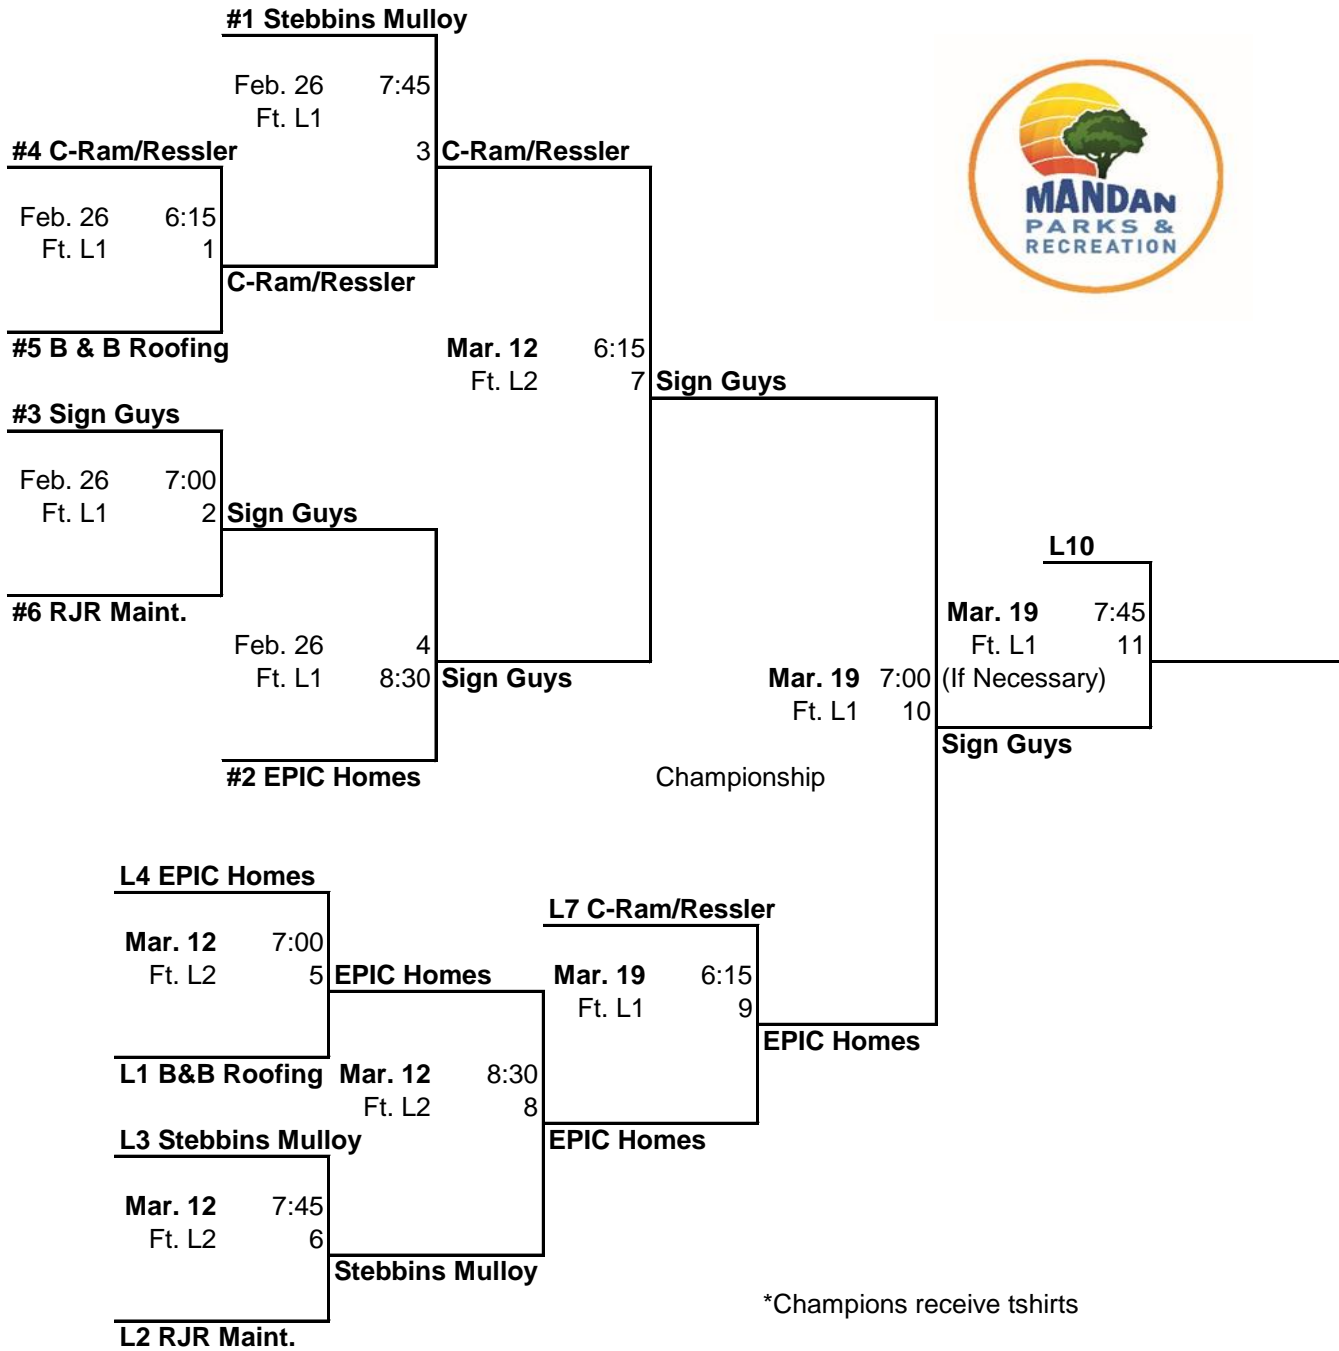 #1 Stebbins Mulloy
Feb. 26 7:45
Ft. L1
#4 C-Ram/Ressler
3 C-Ram/Ressler
Feb. 26 6:15
Ft. L1 1
C-Ram/Ressler
#5 B & B Roofing
MANDAN
PARKS &
RECREATION
Mar. 12 6:15
Ft. L2 7 Sign Guys
#3 Sign Guys
Feb. 26 7:00
Ft. L1 2 Sign Guys
#6 RJR Maint.
Feb. 26 4
Ft. L1 8:30 Sign Guys
#2 EPIC Homes
L10
Mar. 19 7:45
Ft. L1 11
Mar. 19 7:00 (If Necessary)
Ft. L1 10
Sign Guys
Championship
L4 EPIC Homes
Mar. 12 7:00
Ft. L2 5 EPIC Homes
L1 B&B Roofing
L7 C-Ram/Ressler
Mar. 19 6:15
Ft. L1 9
EPIC Homes
Mar. 12 8:30
Ft. L2 8
EPIC Homes
L3 Stebbins Mulloy
Mar. 12 7:45
Ft. L2 6
Stebbins Mulloy
L2 RJR Maint.
*Champions receive tshirts